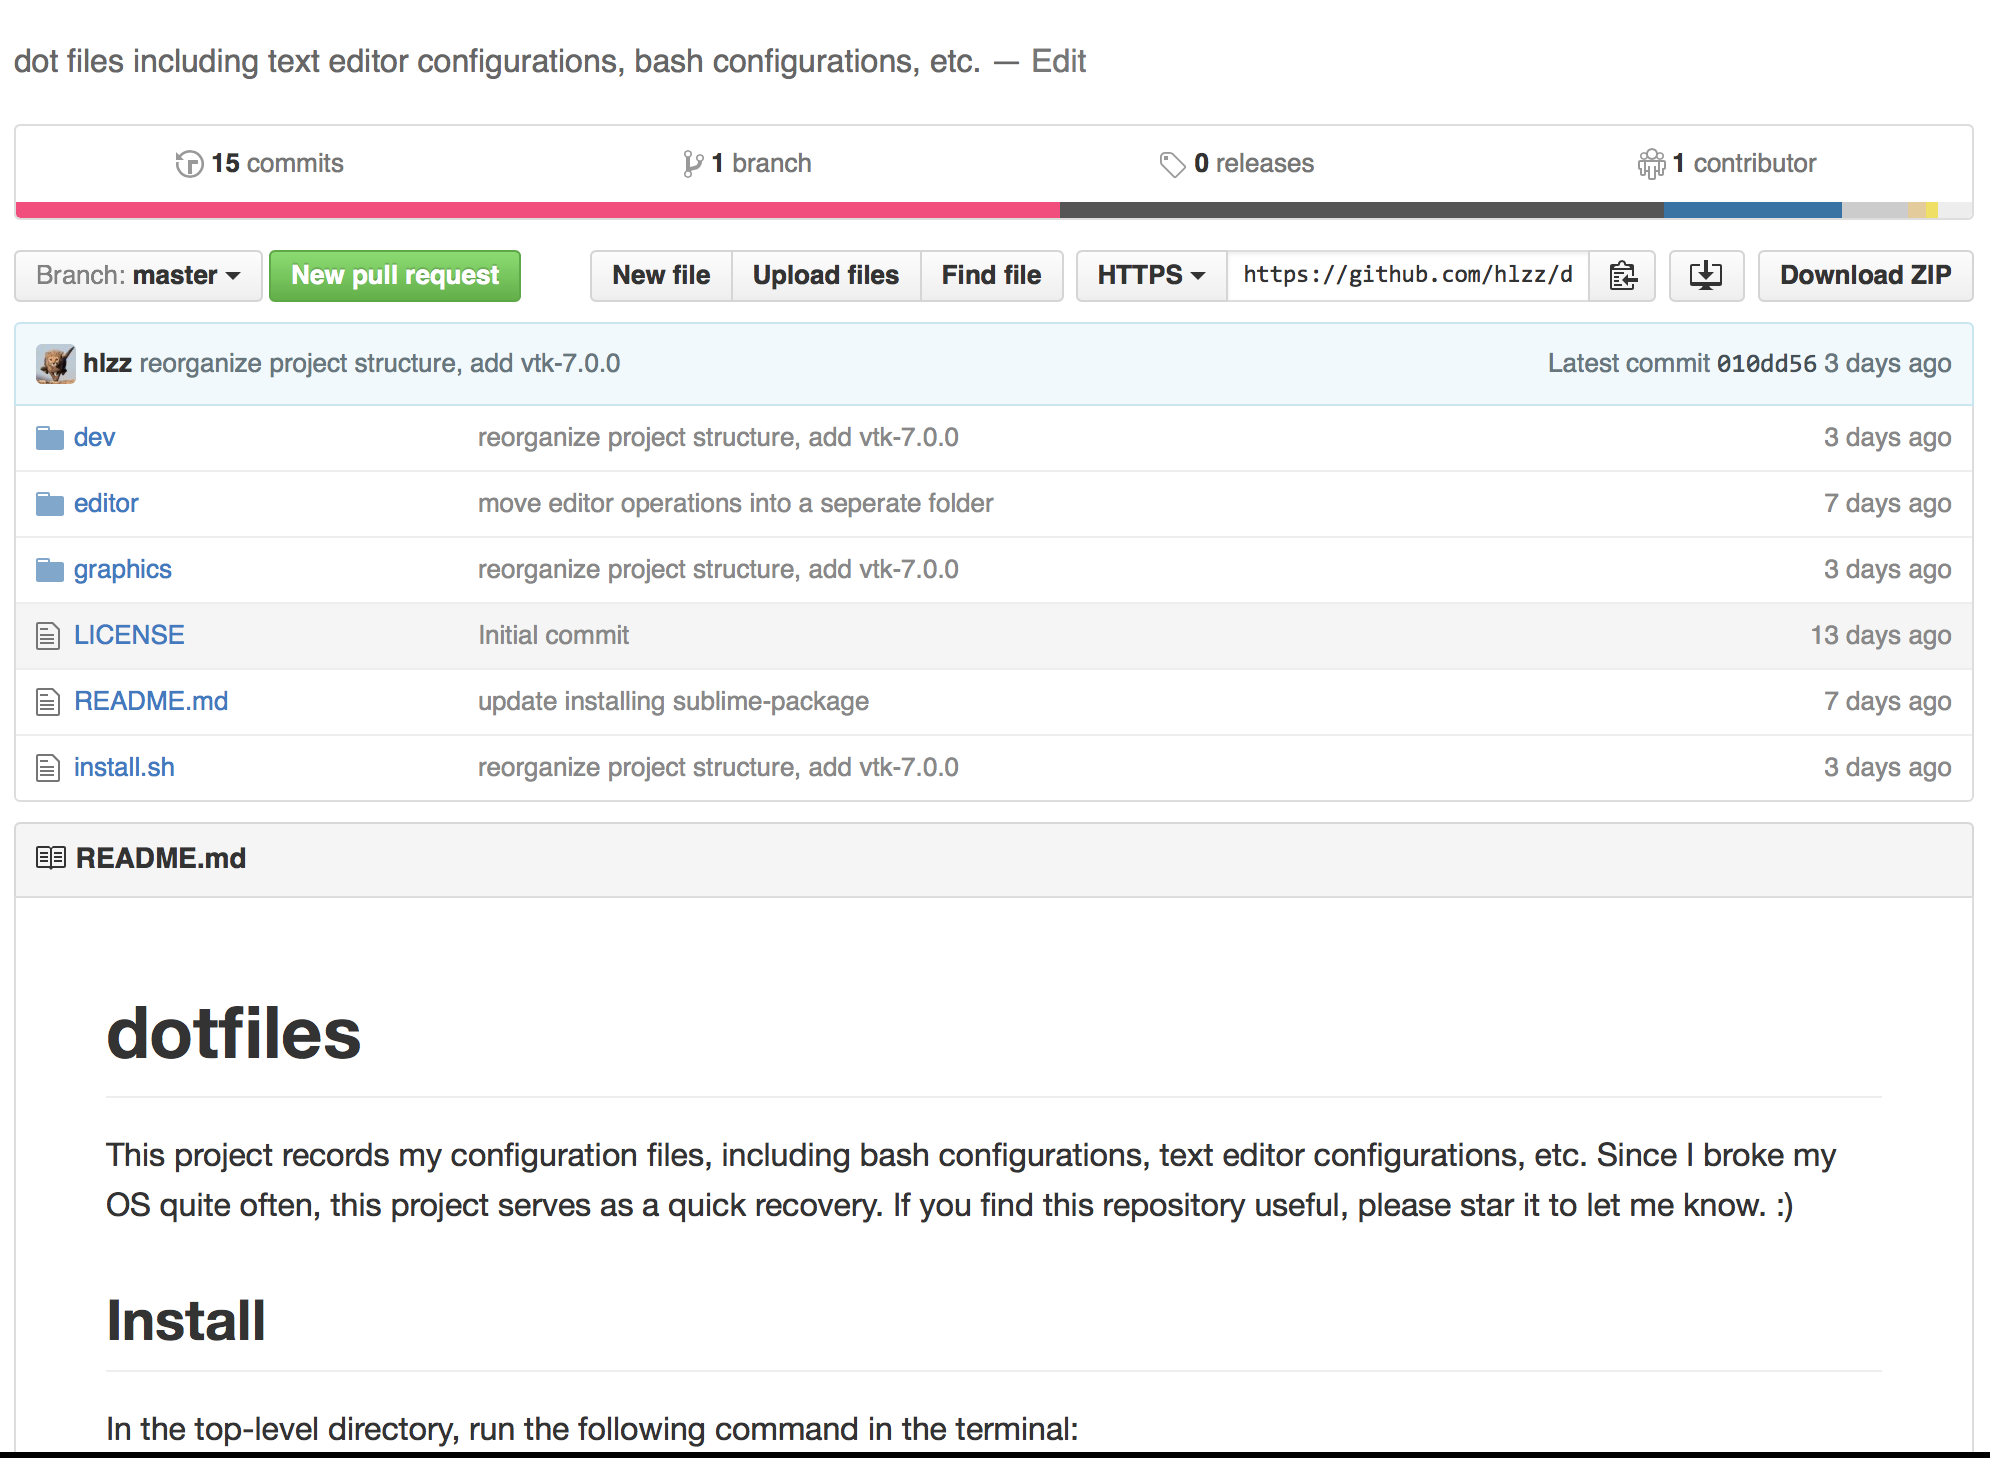 dot files including text editor configurations, bash configurations, etc. — Edit
15 commits 1 branch 0 releases 1 contributor
Branch: master New pull request New file Upload files Find file HTTPS https://github.com/hlzz/d Download ZIP
hlzz reorganize project structure, add vtk-7.0.0 Latest commit 010dd56 3 days ago
dev reorganize project structure, add vtk-7.0.0 3 days ago
editor move editor operations into a seperate folder 7 days ago
graphics reorganize project structure, add vtk-7.0.0 3 days ago
LICENSE Initial commit 13 days ago
README.md update installing sublime-package 7 days ago
install.sh reorganize project structure, add vtk-7.0.0 3 days ago
README.md
dotfiles
This project records my configuration files, including bash configurations, text editor configurations, etc. Since I broke my
OS quite often, this project serves as a quick recovery. If you find this repository useful, please star it to let me know. :)
Install
In the top-level directory, run the following command in the terminal: